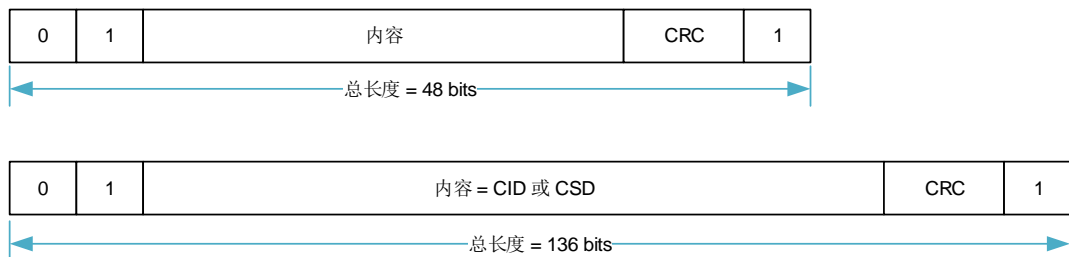 0 1 内容 CRC 1
总长度 = 48 bits
0 1 内容 = CID 或 CSD CRC 1
总长度 = 136 bits